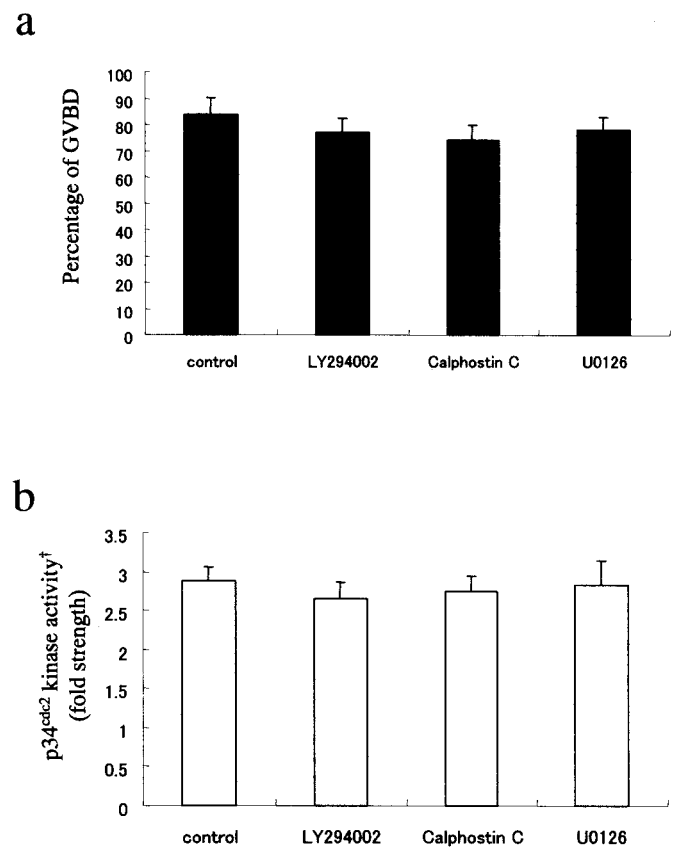 a
Percentage of GVBD
100
90
80
70
60
50
40
30
20
10
0
control LY294002 Calphostin C U0126
b
p34cdc2 kinase activity†
(fold strength)
3.5
3
2.5
2
1.5
1
0.5
0
control LY294002 Calphostin C U0126